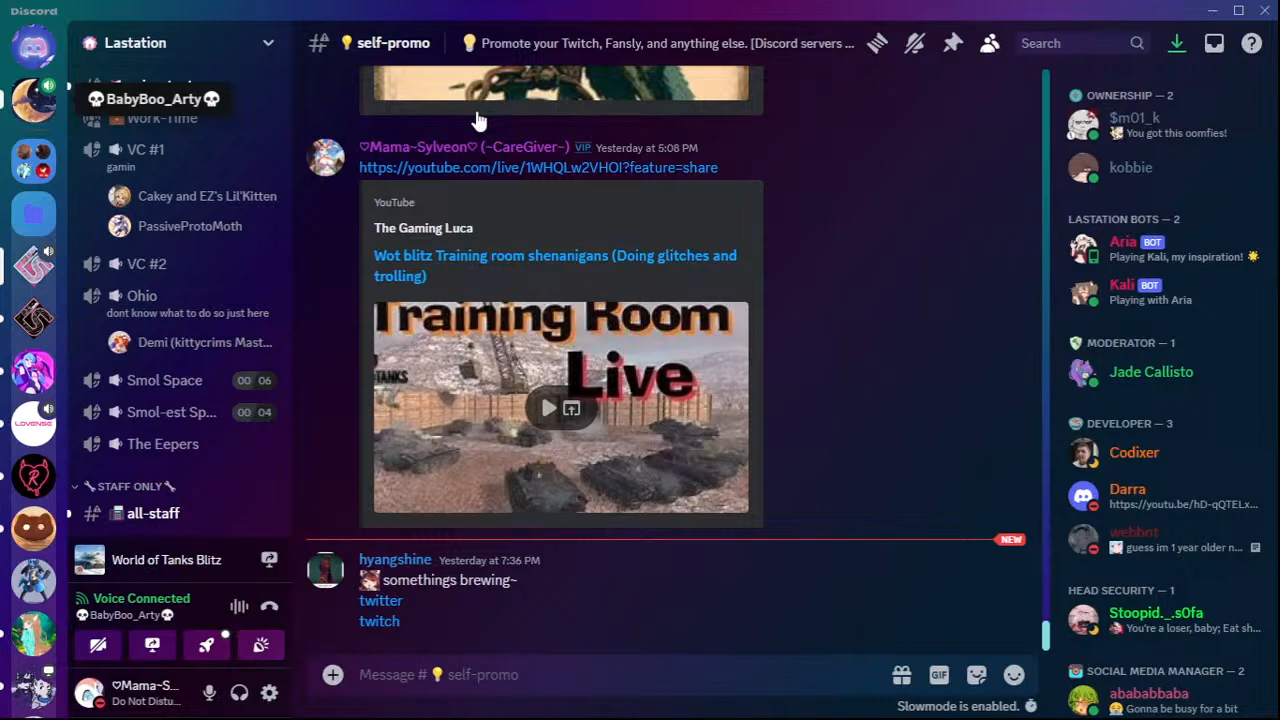 Discord
Lastation
💡 self-promo
💡 Promote your Twitch, Fansly, and anything else. [Discord servers ...
Search
💀BabyBoo_Arty💀
Work-Time
VC #1
gamin
Cakey and EZ's Lil'Kitten
PassiveProtoMoth
VC #2
Ohio
dont know what to do so just here
Demi (kittycrims Mast...
Smol Space
00 06
Smol-est Sp...
00 04
The Eepers
🔧 STAFF ONLY 🔧
all-staff
World of Tanks Blitz
Voice Connected
💀BabyBoo_Arty💀
♡Mama~S...
Do Not Distu...
LOVENSE
♡Mama~Sylveon♡ (~CareGiver~) VIP Yesterday at 5:08 PM
https://youtube.com/live/1WHQLw2VHOI?feature=share
YouTube
The Gaming Luca
Wot blitz Training room shenanigans (Doing glitches and
trolling)
Training Room
Live
TANKS
NEW
hyangshine Yesterday at 7:36 PM
somethings brewing~
twitter
twitch
Message # 💡 self-promo
GIF
Slowmode is enabled.
OWNERSHIP — 2
$m01_k
You got this oomfies!
kobbie
LASTATION BOTS — 2
Aria BOT
Playing Kali, my inspiration! 🌟
Kali BOT
Playing with Aria
MODERATOR — 1
Jade Callisto
DEVELOPER — 3
Codixer
Darra
https://youtu.be/hD-qQTELx...
webbot
guess im 1 year older n...
HEAD SECURITY — 1
Stoopid._.s0fa
You're a loser, baby; Eat sh...
SOCIAL MEDIA MANAGER — 2
abababbaba
Gonna be busy for a bit